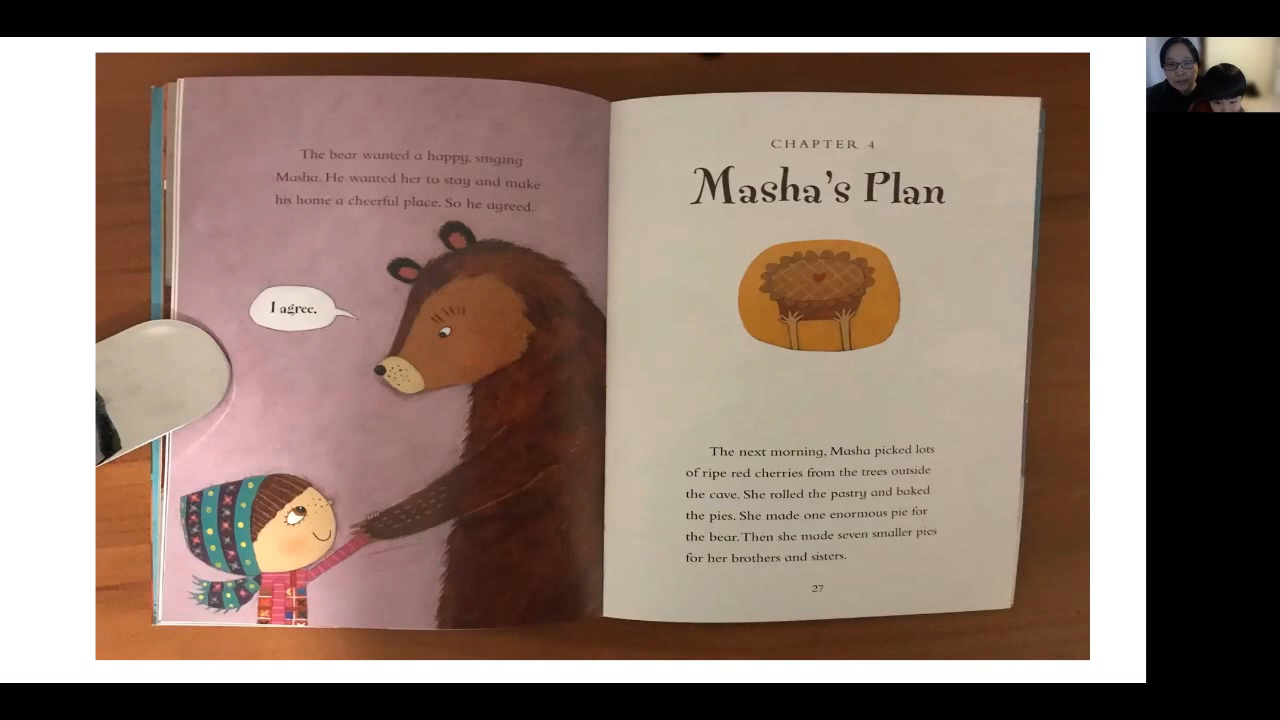 The bear wanted a happy, singing
Masha. He wanted her to stay and make
his home a cheerful place. So he agreed.
I agree.
CHAPTER 4
Masha's Plan
The next morning, Masha picked lots
of ripe red cherries from the trees outside
the cave. She rolled the pastry and baked
the pies. She made one enormous pie for
the bear. Then she made seven smaller pies
for her brothers and sisters.
27